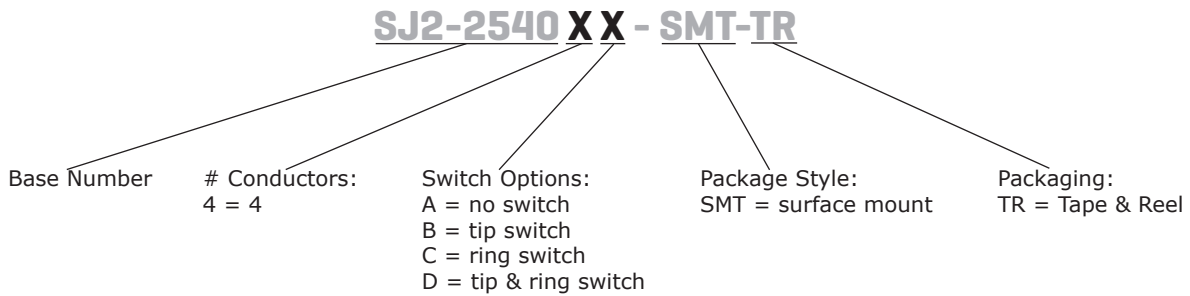 SJ2-2540 X X - SMT-TR
Base Number
# Conductors:
4 = 4
Switch Options:
A = no switch
B = tip switch
C = ring switch
D = tip & ring switch
Package Style:
SMT = surface mount
Packaging:
TR = Tape & Reel